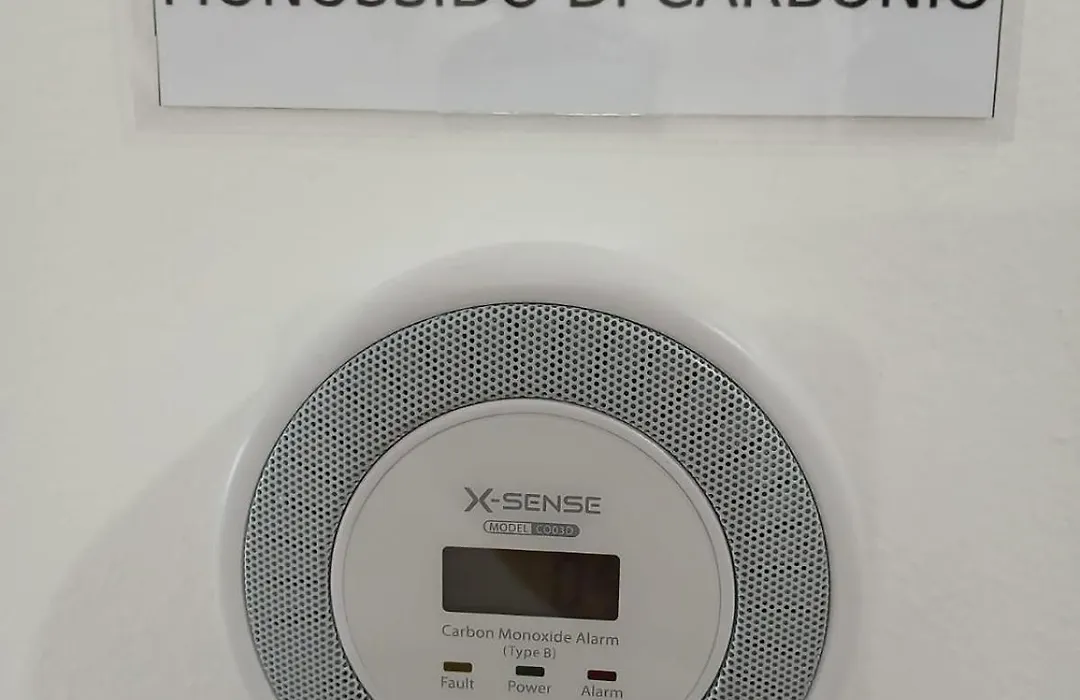 MONOSSIDO DI CARBONIO
X-SENSE
MODEL CO03D
Carbon Monoxide Alarm
(Type B)
Fault Power Alarm